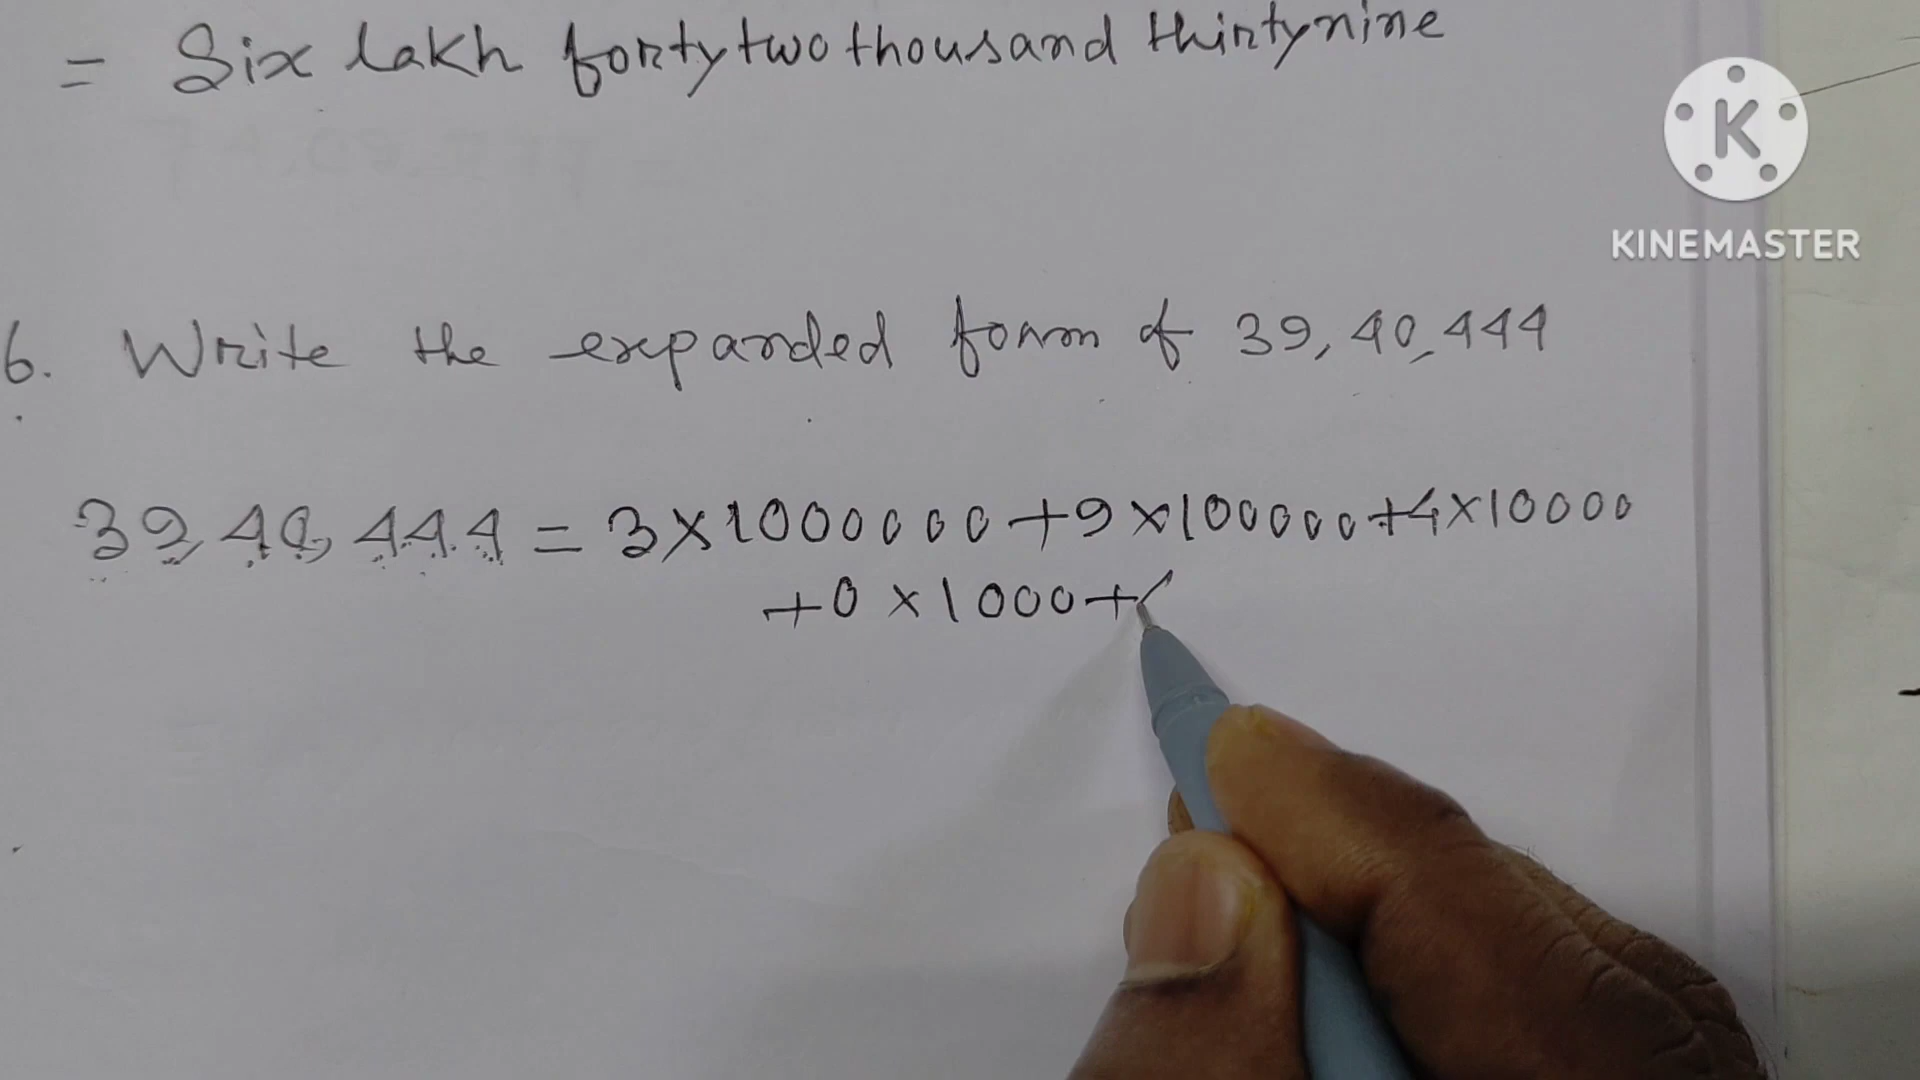 = Six lakh fortytwo thousand thirtynine
K
KINEMASTER
6. Write the expanded form of 39,40,444
39,40,444 = 3×1000000+9×100000+4×10000
+0×1000+